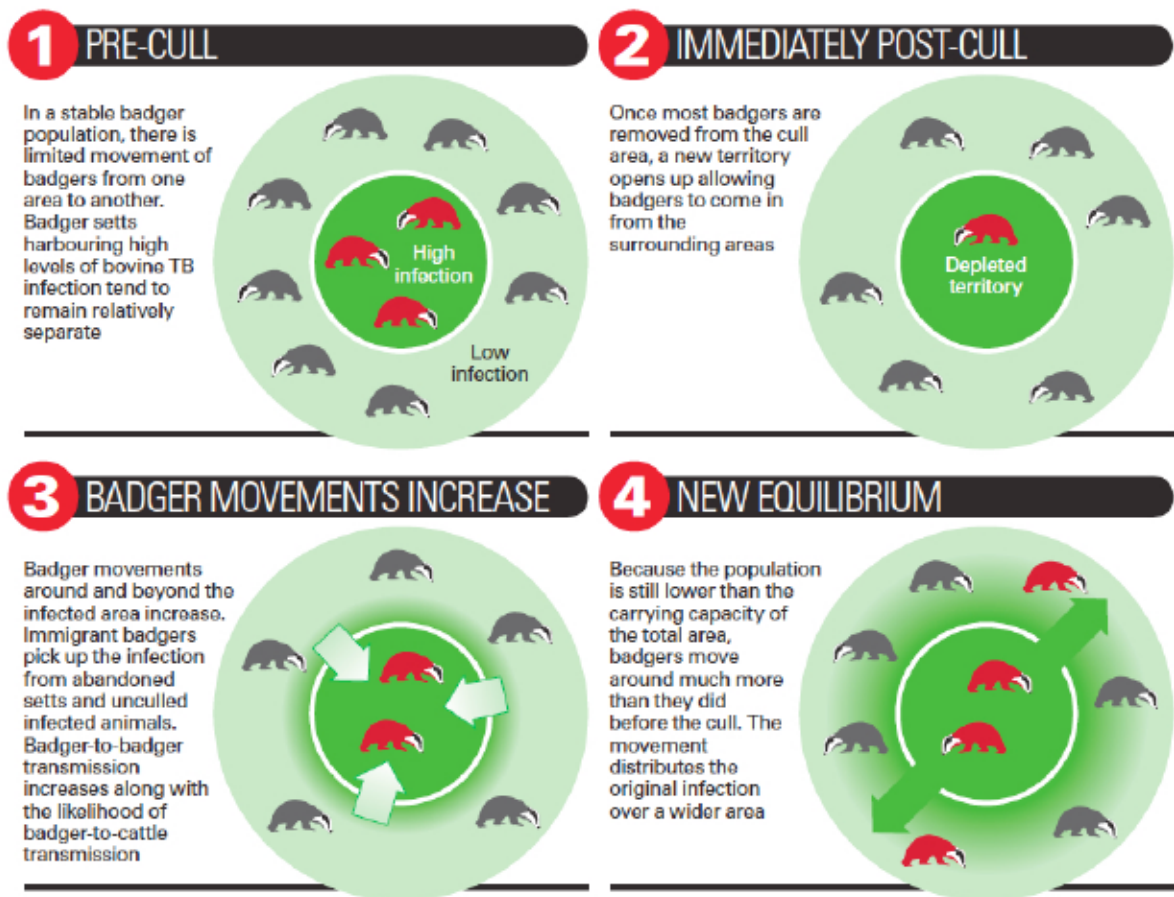 1 PRE-CULL
In a stable badger
population, there is
limited movement of
badgers from one
area to another.
Badger setts
harbouring high
levels of bovine TB
infection tend to
remain relatively
separate
High
infection
Low
infection
2 IMMEDIATELY POST-CULL
Once most badgers are
removed from the cull
area, a new territory
opens up allowing
badgers to come in
from the
surrounding areas
Depleted
territory
3 BADGER MOVEMENTS INCREASE
Badger movements
around and beyond the
infected area increase.
Immigrant badgers
pick up the infection
from abandoned
setts and unculled
infected animals.
Badger-to-badger
transmission
increases along with
the likelihood of
badger-to-cattle
transmission
4 NEW EQUILIBRIUM
Because the population
is still lower than the
carrying capacity of
the total area,
badgers move
around much more
than they did
before the cull. The
movement
distributes the
original infection
over a wider area